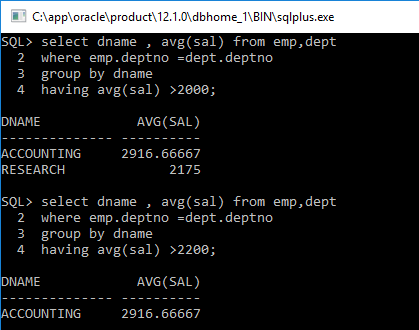 C:\app\oracle\product\12.1.0\dbhome_1\BIN\sqlplus.exe
SQL> select dname , avg(sal) from emp,dept
  2  where emp.deptno =dept.deptno
  3  group by dname
  4  having avg(sal) >2000;
DNAME            AVG(SAL)
-------------- ----------
ACCOUNTING     2916.66667
RESEARCH             2175
SQL> select dname , avg(sal) from emp,dept
  2  where emp.deptno =dept.deptno
  3  group by dname
  4  having avg(sal) >2200;
DNAME            AVG(SAL)
-------------- ----------
ACCOUNTING     2916.66667